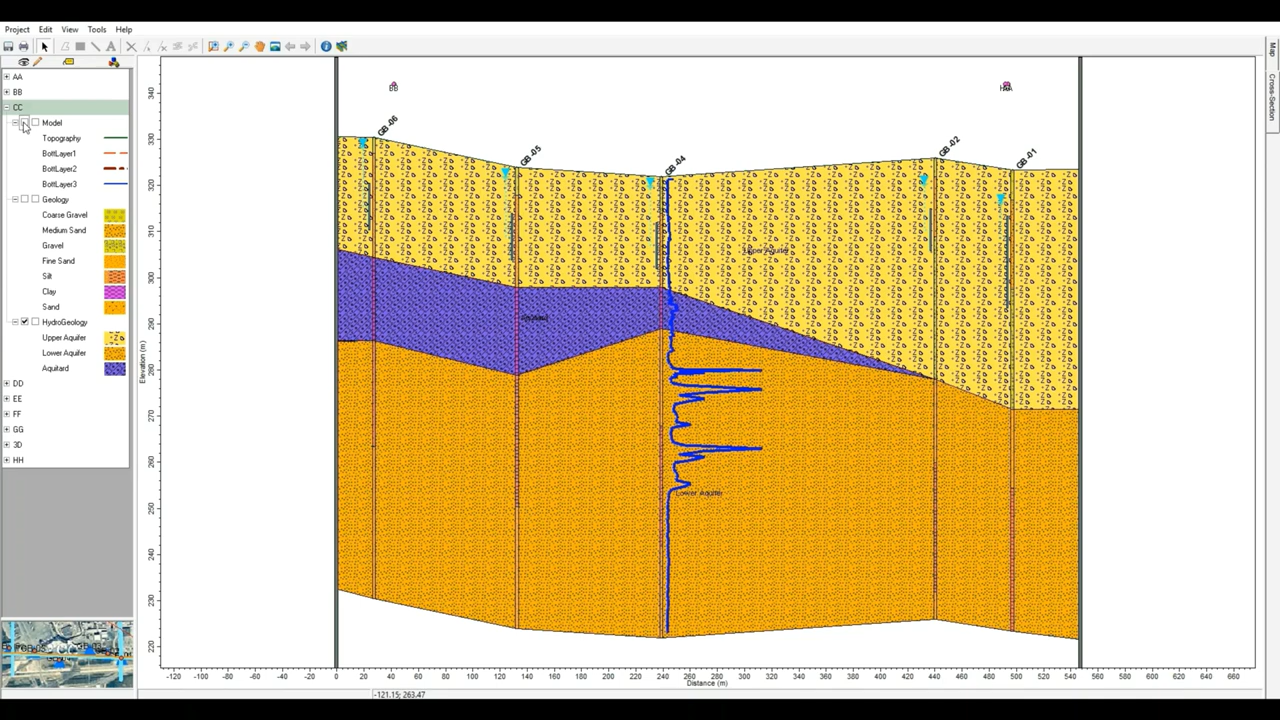 Project Edit View Tools Help
AA
BB
CC
Model
Topography
BottLayer1
BottLayer2
BottLayer3
Geology
Coarse Gravel
Medium Sand
Gravel
Fine Sand
Silt
Clay
Sand
HydroGeology
Upper Aquifer
Lower Aquifer
Aquitard
DD
EE
FF
GG
3D
HH
BB
GB-06
GB-05
GB-04
GB-02
GB-01
Upper Aquifer
Lower Aquifer
Elevation (m)
340
330
320
310
300
290
280
270
260
250
240
230
220
-120 -100 -80 -60 -40 -20 0 20 40 60 80 100 120 140 160 180 200 220 240 260 280 300 320 340 360 380 400 420 440 460 480 500 520 540 560 580 600 620 640 660
Distance (m)
-121.15; 263.47
Map
Cross-Section